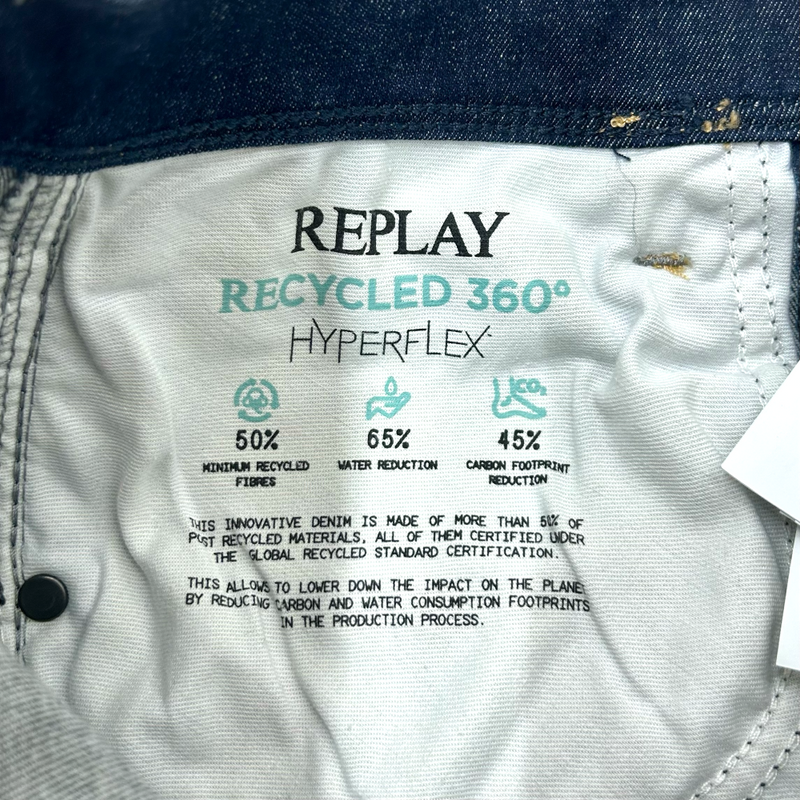 REPLAY
RECYCLED 360°
HYPERFLEX
50% 65% 45%
MINIMUM RECYCLED FIBRES
WATER REDUCTION
CO₂
CARBON FOOTPRINT REDUCTION
THIS INNOVATIVE DENIM IS MADE OF MORE THAN 50% OF
POST RECYCLED MATERIALS, ALL OF THEM CERTIFIED UNDER
THE GLOBAL RECYCLED STANDARD CERTIFICATION.
THIS ALLOWS TO LOWER DOWN THE IMPACT ON THE PLANET
BY REDUCING CARBON AND WATER CONSUMPTION FOOTPRINTS
IN THE PRODUCTION PROCESS.